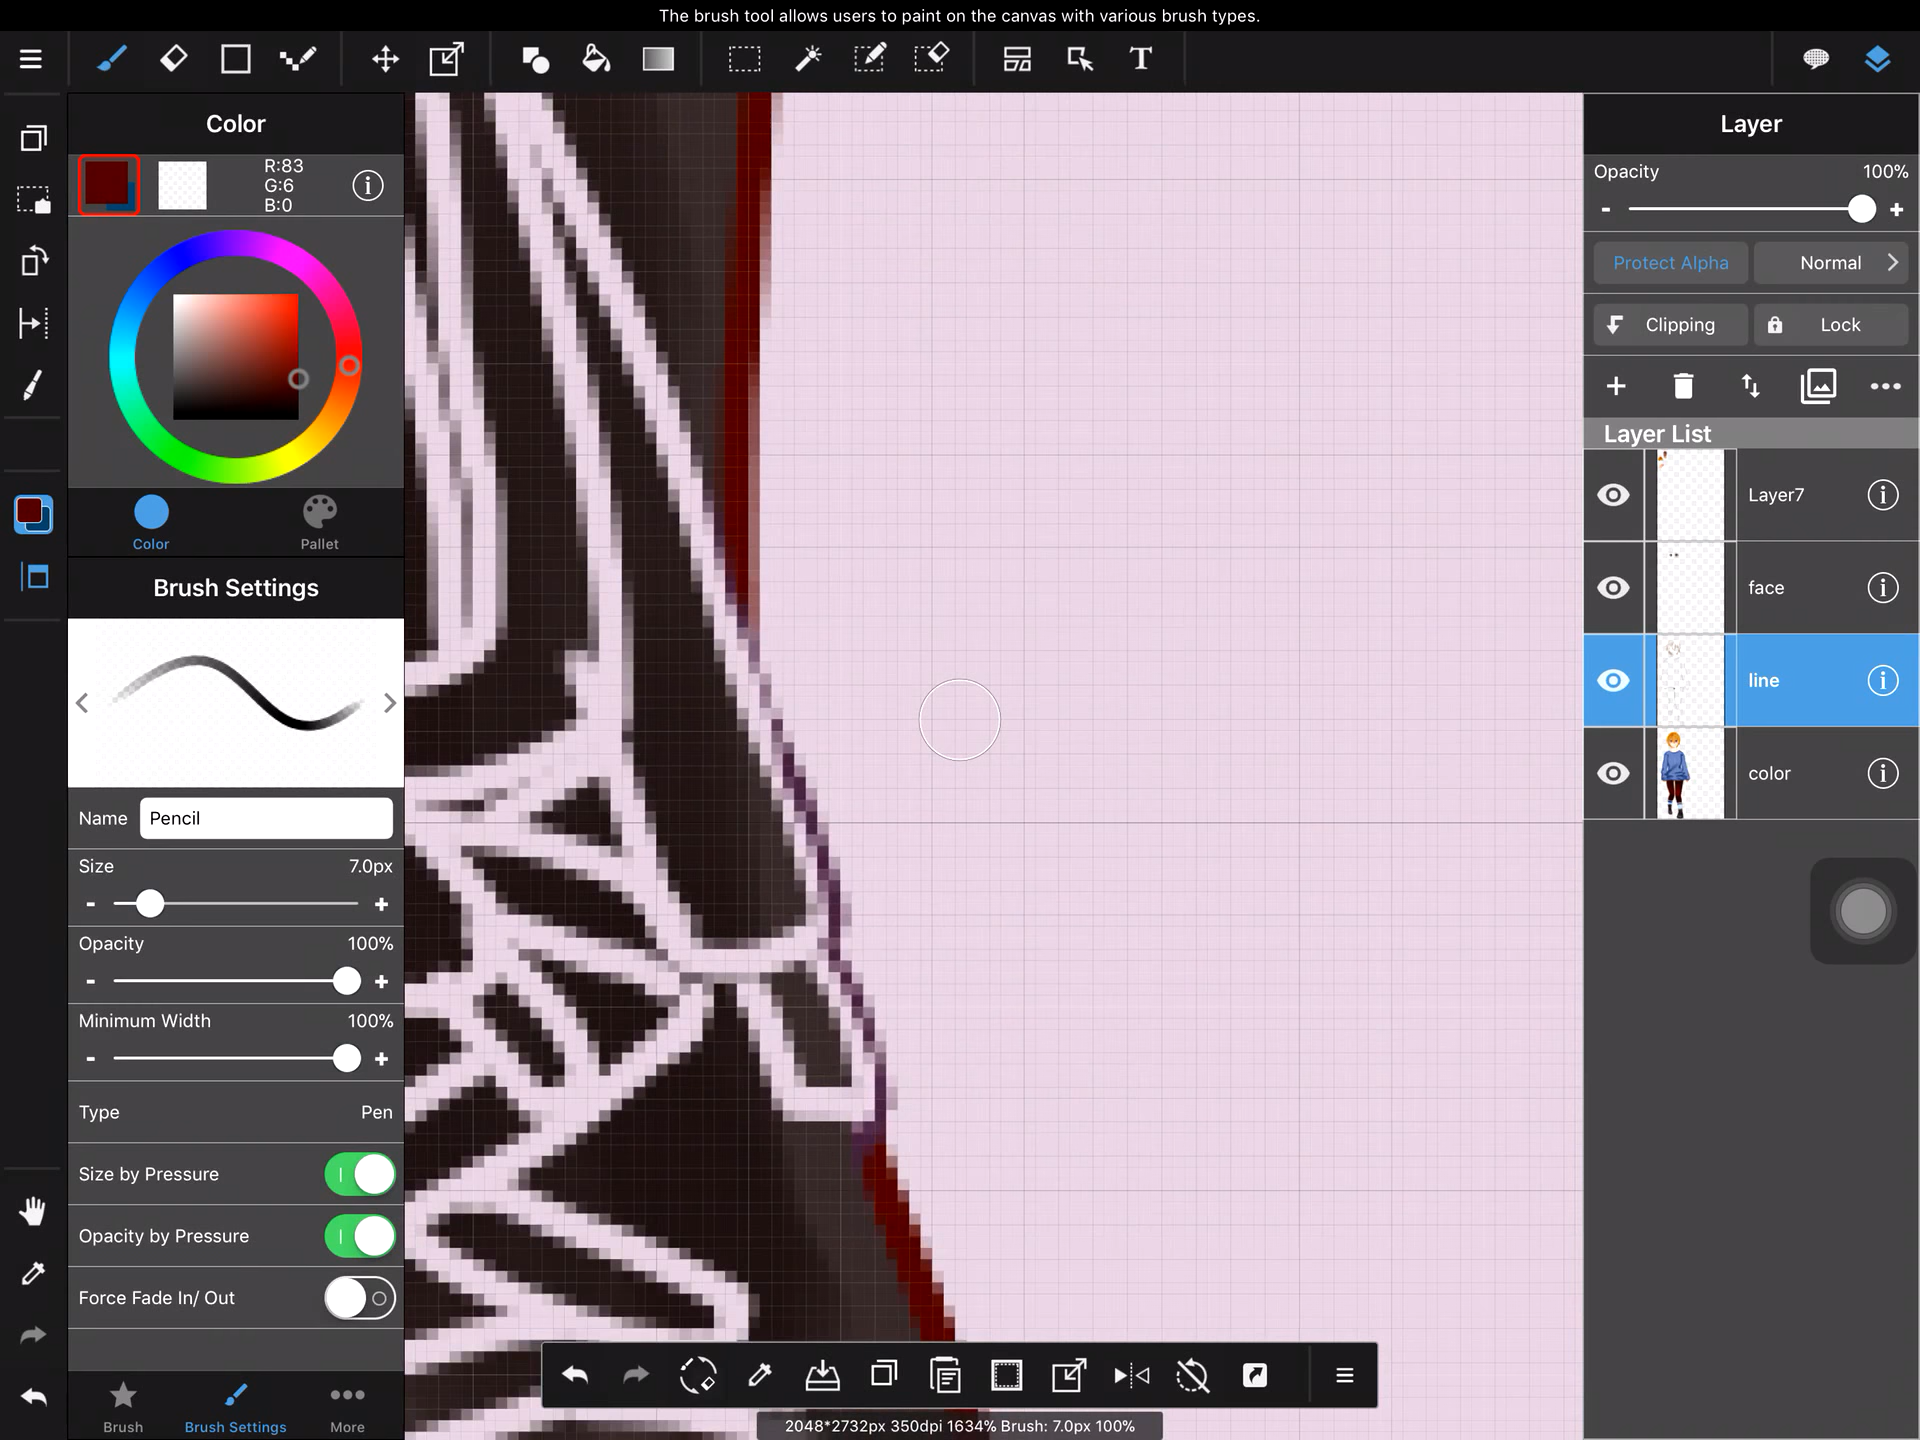 The brush tool allows users to paint on the canvas with various brush types.
T
Color
R:83
G:6
B:0
i
Color
Pallet
Brush Settings
Name
Pencil
Size
7.0px
-
+
Opacity
100%
-
+
Minimum Width
100%
-
+
Type
Pen
Size by Pressure
Opacity by Pressure
Force Fade In/ Out
Brush
Brush Settings
More
2048*2732px 350dpi 1634% Brush: 7.0px 100%
Layer
Opacity
100%
-
+
Protect Alpha
Normal
Clipping
Lock
Layer List
Layer7
i
face
i
line
i
color
i